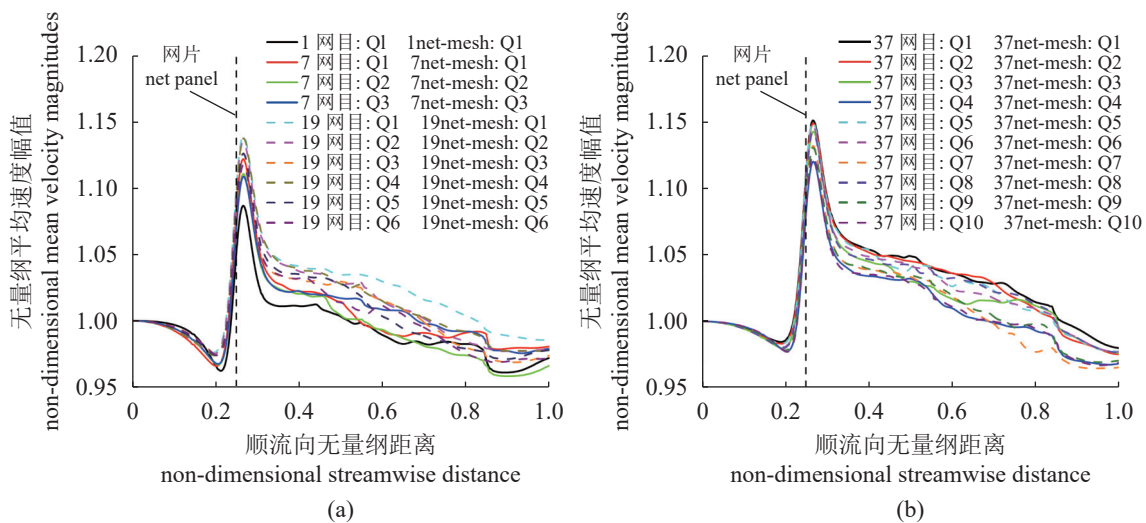 无量纲平均速度幅值
non-dimensional mean velocity magnitudes
1.20
1.15
1.10
1.05
1.00
0.95
网片
net panel
1 网目: Ql 1net-mesh: Q1
7 网目: Q1 7net-mesh: Q1
7 网目: Q2 7net-mesh: Q2
7 网目: Q3 7net-mesh: Q3
19 网目: Q1 19net-mesh: Q1
19 网目: Q2 19net-mesh: Q2
19 网目: Q3 19net-mesh: Q3
19 网目: Q4 19net-mesh: Q4
19 网目: Q5 19net-mesh: Q5
19 网目: Q6 19net-mesh: Q6
0 0.2 0.4 0.6 0.8 1.0
顺流向无量纲距离
non-dimensional streamwise distance
(a)
无量纲平均速度幅值
non-dimensional mean velocity magnitudes
1.20
1.15
1.10
1.05
1.00
0.95
网片
net panel
37 网目: Q1 37net-mesh: Q1
37 网目: Q2 37net-mesh: Q2
37 网目: Q3 37net-mesh: Q3
37 网目: Q4 37net-mesh: Q4
37 网目: Q5 37net-mesh: Q5
37 网目: Q6 37net-mesh: Q6
37 网目: Q7 37net-mesh: Q7
37 网目: Q8 37net-mesh: Q8
37 网目: Q9 37net-mesh: Q9
37 网目: Q10 37net-mesh: Q10
0 0.2 0.4 0.6 0.8 1.0
顺流向无量纲距离
non-dimensional streamwise distance
(b)